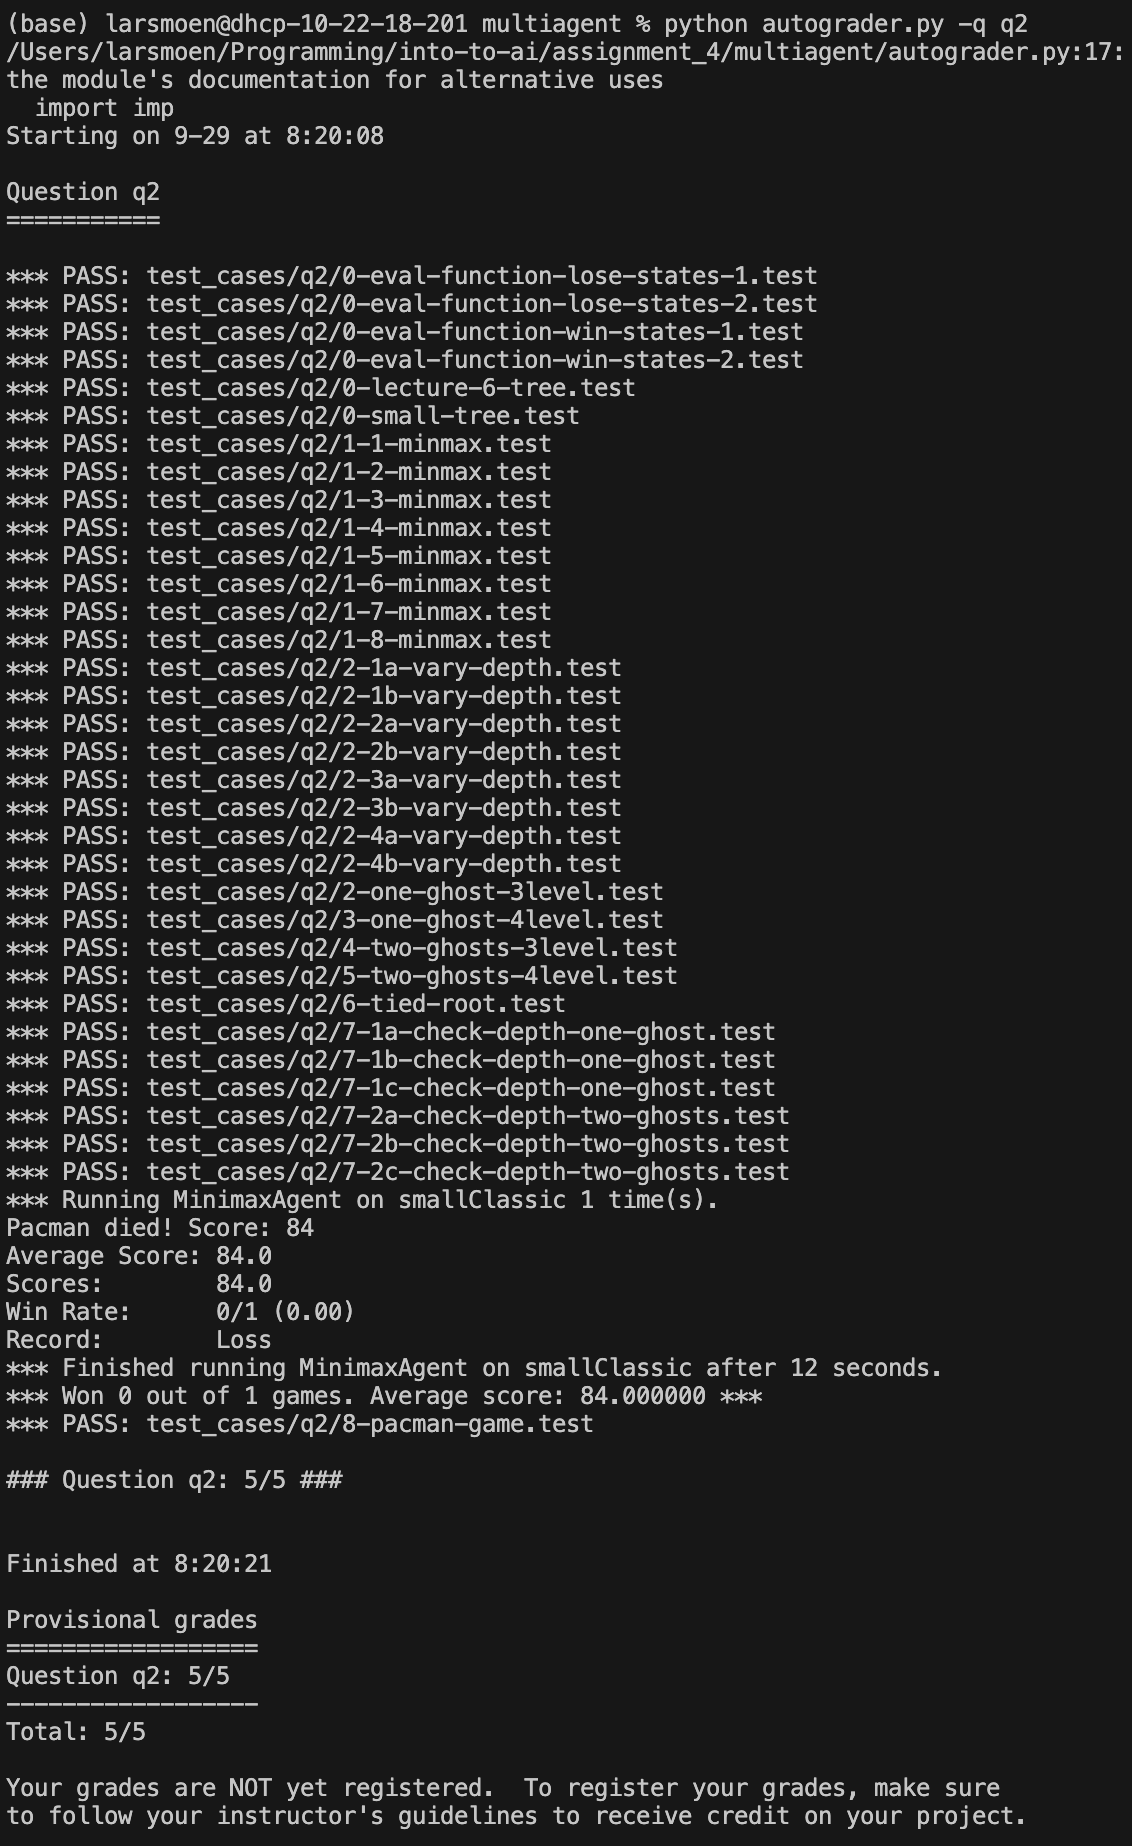 (base) larsmoen@dhcp-10-22-18-201 multiagent % python autograder.py -q q2
/Users/larsmoen/Programming/into-to-ai/assignment_4/multiagent/autograder.py:17:
the module's documentation for alternative uses
  import imp
Starting on 9-29 at 8:20:08

Question q2
===========

*** PASS: test_cases/q2/0-eval-function-lose-states-1.test
*** PASS: test_cases/q2/0-eval-function-lose-states-2.test
*** PASS: test_cases/q2/0-eval-function-win-states-1.test
*** PASS: test_cases/q2/0-eval-function-win-states-2.test
*** PASS: test_cases/q2/0-lecture-6-tree.test
*** PASS: test_cases/q2/0-small-tree.test
*** PASS: test_cases/q2/1-1-minmax.test
*** PASS: test_cases/q2/1-2-minmax.test
*** PASS: test_cases/q2/1-3-minmax.test
*** PASS: test_cases/q2/1-4-minmax.test
*** PASS: test_cases/q2/1-5-minmax.test
*** PASS: test_cases/q2/1-6-minmax.test
*** PASS: test_cases/q2/1-7-minmax.test
*** PASS: test_cases/q2/1-8-minmax.test
*** PASS: test_cases/q2/2-1a-vary-depth.test
*** PASS: test_cases/q2/2-1b-vary-depth.test
*** PASS: test_cases/q2/2-2a-vary-depth.test
*** PASS: test_cases/q2/2-2b-vary-depth.test
*** PASS: test_cases/q2/2-3a-vary-depth.test
*** PASS: test_cases/q2/2-3b-vary-depth.test
*** PASS: test_cases/q2/2-4a-vary-depth.test
*** PASS: test_cases/q2/2-4b-vary-depth.test
*** PASS: test_cases/q2/2-one-ghost-3level.test
*** PASS: test_cases/q2/3-one-ghost-4level.test
*** PASS: test_cases/q2/4-two-ghosts-3level.test
*** PASS: test_cases/q2/5-two-ghosts-4level.test
*** PASS: test_cases/q2/6-tied-root.test
*** PASS: test_cases/q2/7-1a-check-depth-one-ghost.test
*** PASS: test_cases/q2/7-1b-check-depth-one-ghost.test
*** PASS: test_cases/q2/7-1c-check-depth-one-ghost.test
*** PASS: test_cases/q2/7-2a-check-depth-two-ghosts.test
*** PASS: test_cases/q2/7-2b-check-depth-two-ghosts.test
*** PASS: test_cases/q2/7-2c-check-depth-two-ghosts.test
*** Running MinimaxAgent on smallClassic 1 time(s).
Pacman died! Score: 84
Average Score: 84.0
Scores:        84.0
Win Rate:      0/1 (0.00)
Record:        Loss
*** Finished running MinimaxAgent on smallClassic after 12 seconds.
*** Won 0 out of 1 games. Average score: 84.000000 ***
*** PASS: test_cases/q2/8-pacman-game.test

### Question q2: 5/5 ###


Finished at 8:20:21

Provisional grades
==================
Question q2: 5/5
------------------
Total: 5/5

Your grades are NOT yet registered.  To register your grades, make sure
to follow your instructor's guidelines to receive credit on your project.